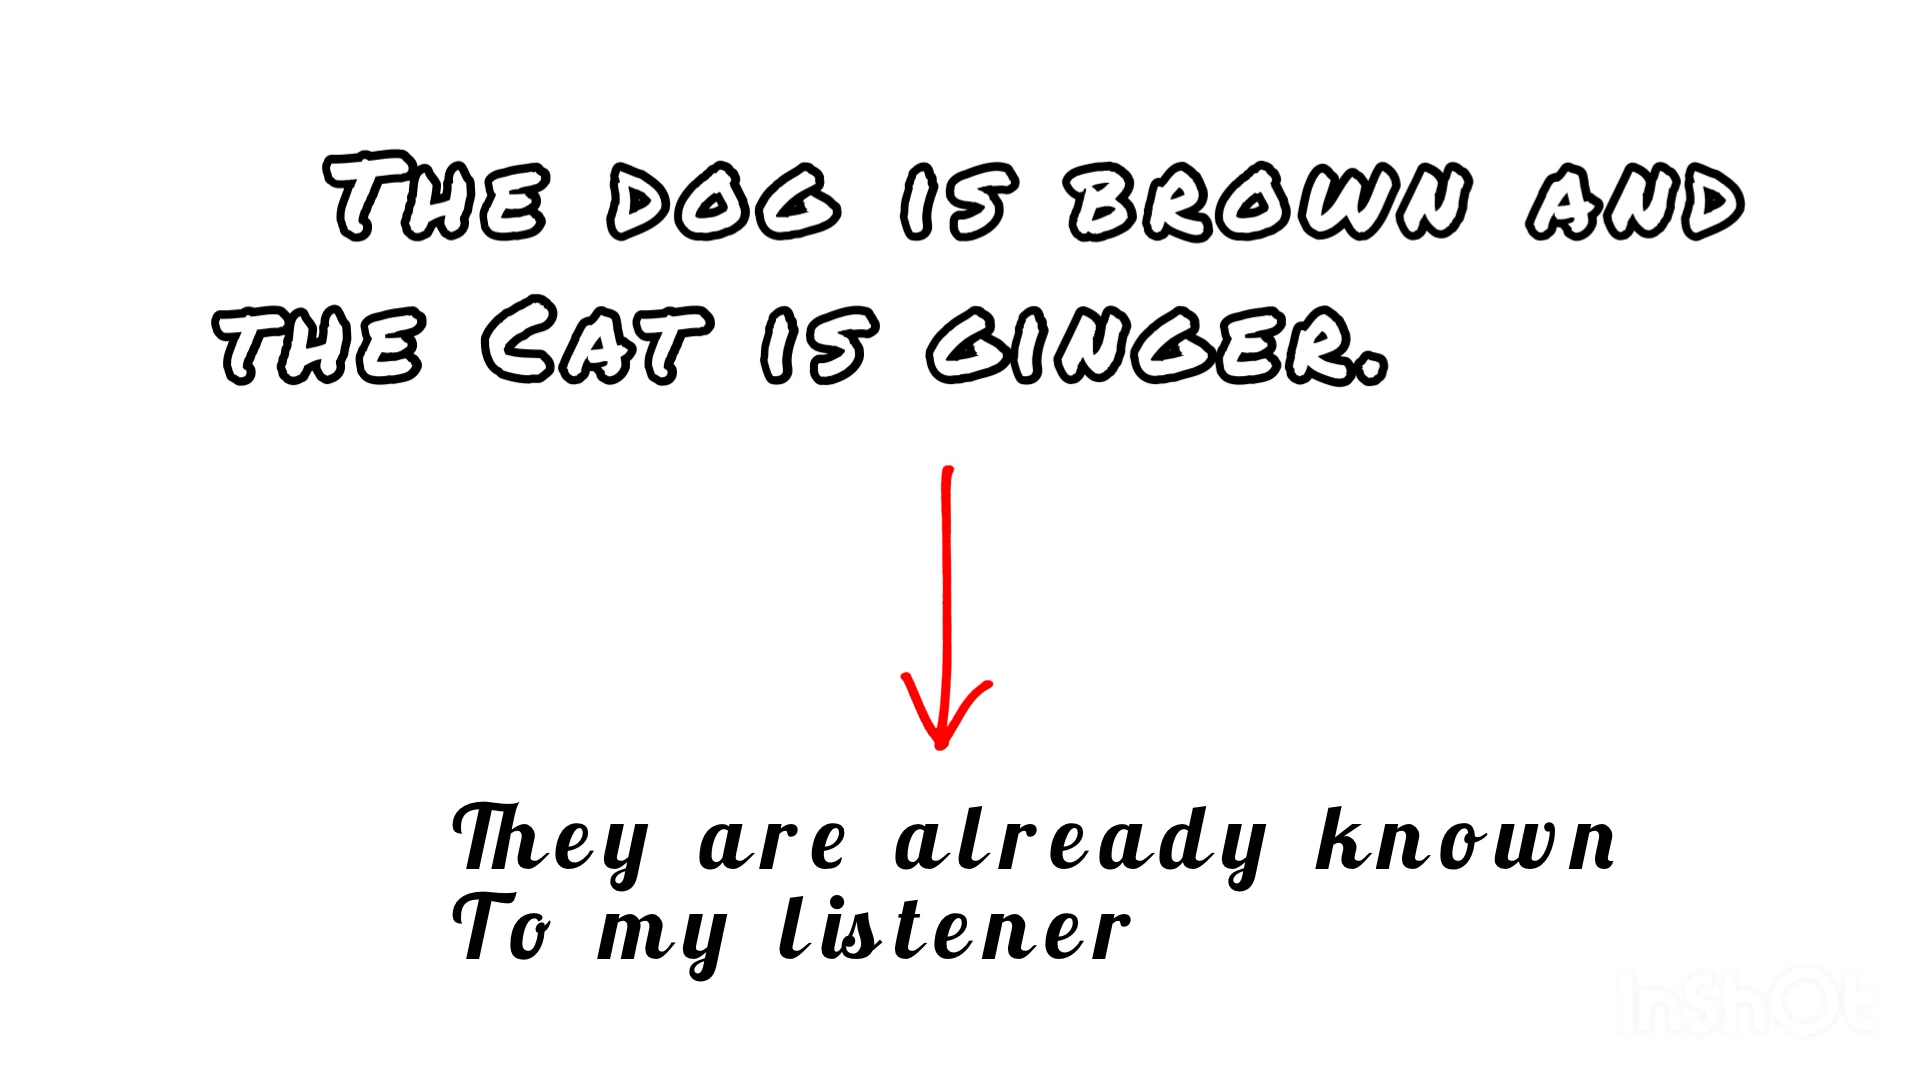 The dog is brown and
the Cat is ginger.
They are already known
To my listener
InShOt